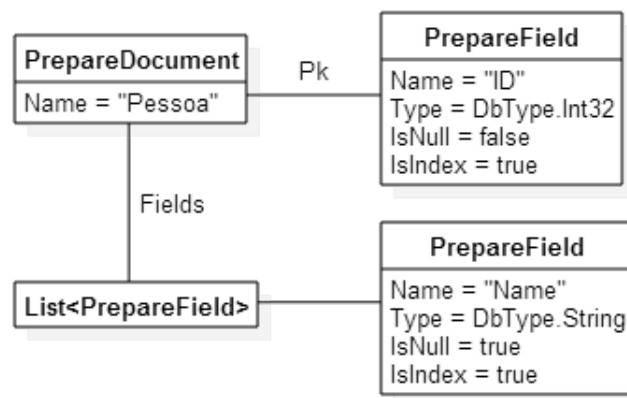 PrepareDocument
Name = "Pessoa"
Pk
PrepareField
Name = "ID"
Type = DbType.Int32
IsNull = false
IsIndex = true
Fields
List<PrepareField>
PrepareField
Name = "Name"
Type = DbType.String
IsNull = true
IsIndex = true